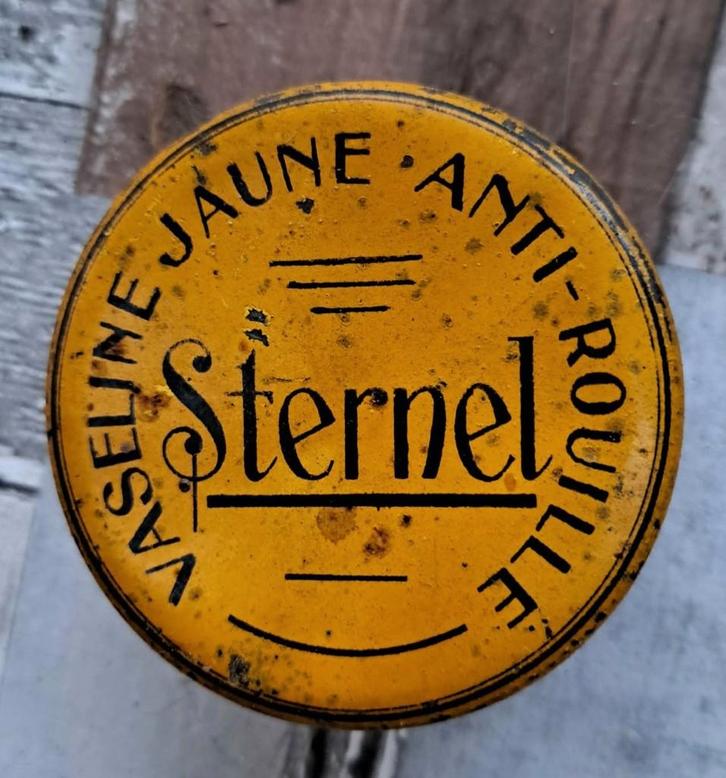 VASELINE JAUNE · ANTI-ROUILLE
Sternel